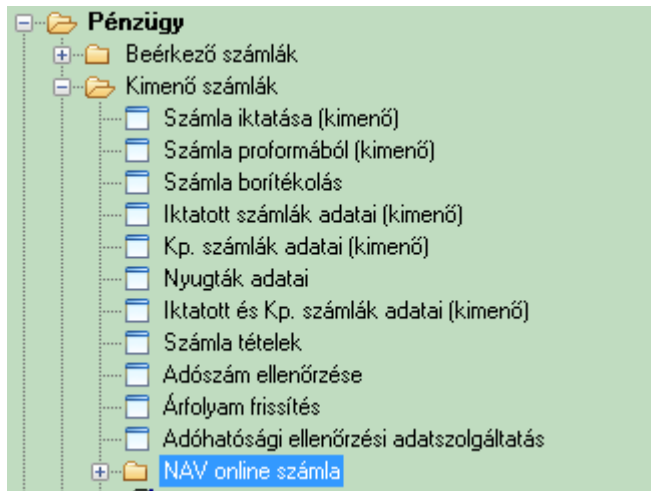 Pénzügy
Beérkező számlák
Kimenő számlák
Számla iktatása (kimenő)
Számla proformából (kimenő)
Számla borítékolás
Iktatott számlák adatai (kimenő)
Kp. számlák adatai (kimenő)
Nyugták adatai
Iktatott és Kp. számlák adatai (kimenő)
Számla tételek
Adószám ellenőrzése
Árfolyam frissítés
Adóhatósági ellenőrzési adatszolgáltatás
NAV online számla